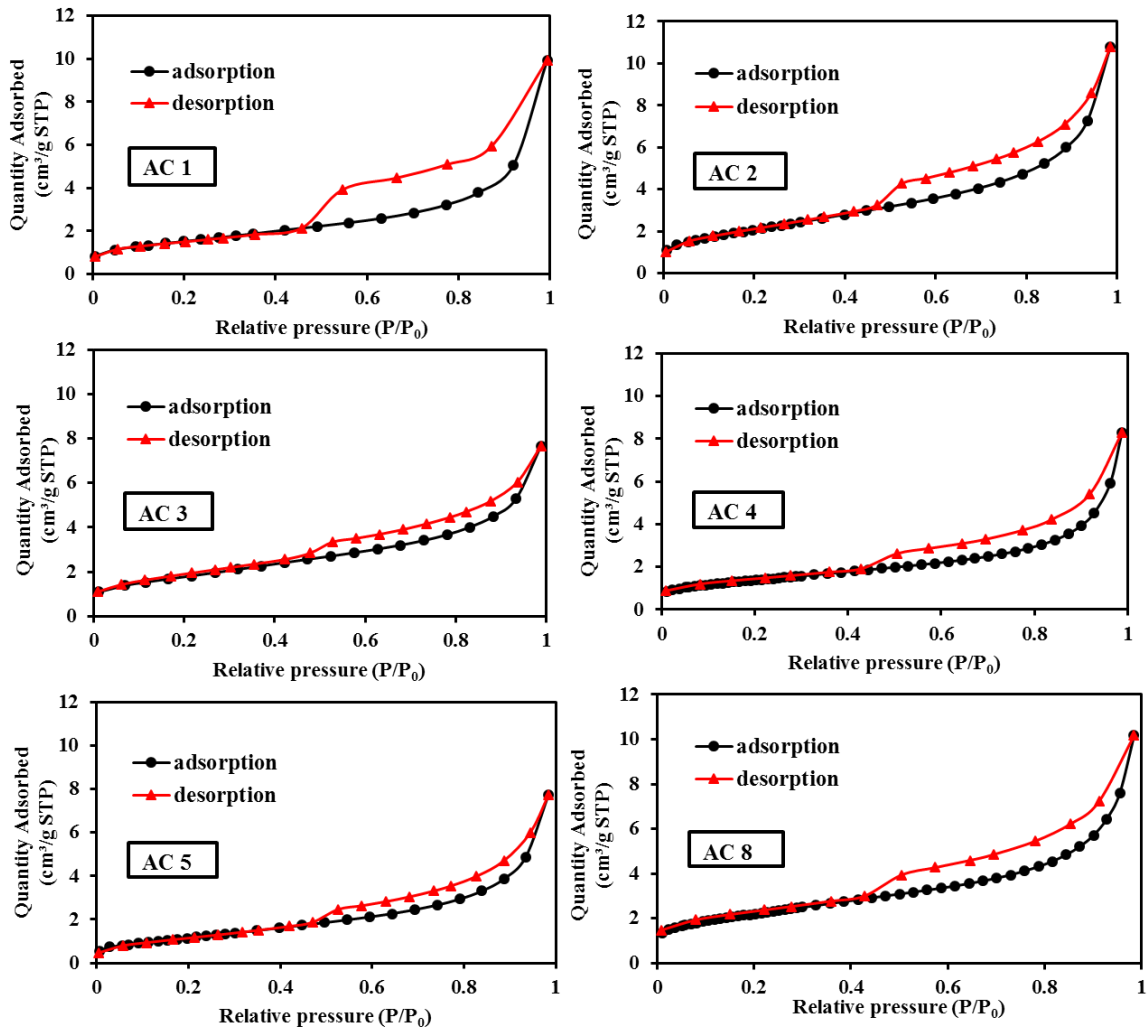 12
10
8
6
4
2
0
Quantity Adsorbed
(cm³/g STP)
adsorption
desorption
AC 1
0 0.2 0.4 0.6 0.8 1
Relative pressure (P/P₀)
12
10
8
6
4
2
0
Quantity Adsorbed
(cm³/g STP)
adsorption
desorption
AC 2
0 0.2 0.4 0.6 0.8 1
Relative pressure (P/P₀)
12
10
8
6
4
2
0
Quantity Adsorbed
(cm³/g STP)
adsorption
desorption
AC 3
0 0.2 0.4 0.6 0.8 1
Relative pressure (P/P₀)
12
10
8
6
4
2
0
Quantity Adsorbed
(cm³/g STP)
adsorption
desorption
AC 4
0 0.2 0.4 0.6 0.8 1
Relative pressure (P/P₀)
12
10
8
6
4
2
0
Quantity Adsorbed
(cm³/g STP)
adsorption
desorption
AC 5
0 0.2 0.4 0.6 0.8 1
Relative pressure (P/P₀)
12
10
8
6
4
2
0
Quantity Adsorbed
(cm³/g STP)
adsorption
desorption
AC 8
0 0.2 0.4 0.6 0.8 1
Relative pressure (P/P₀)